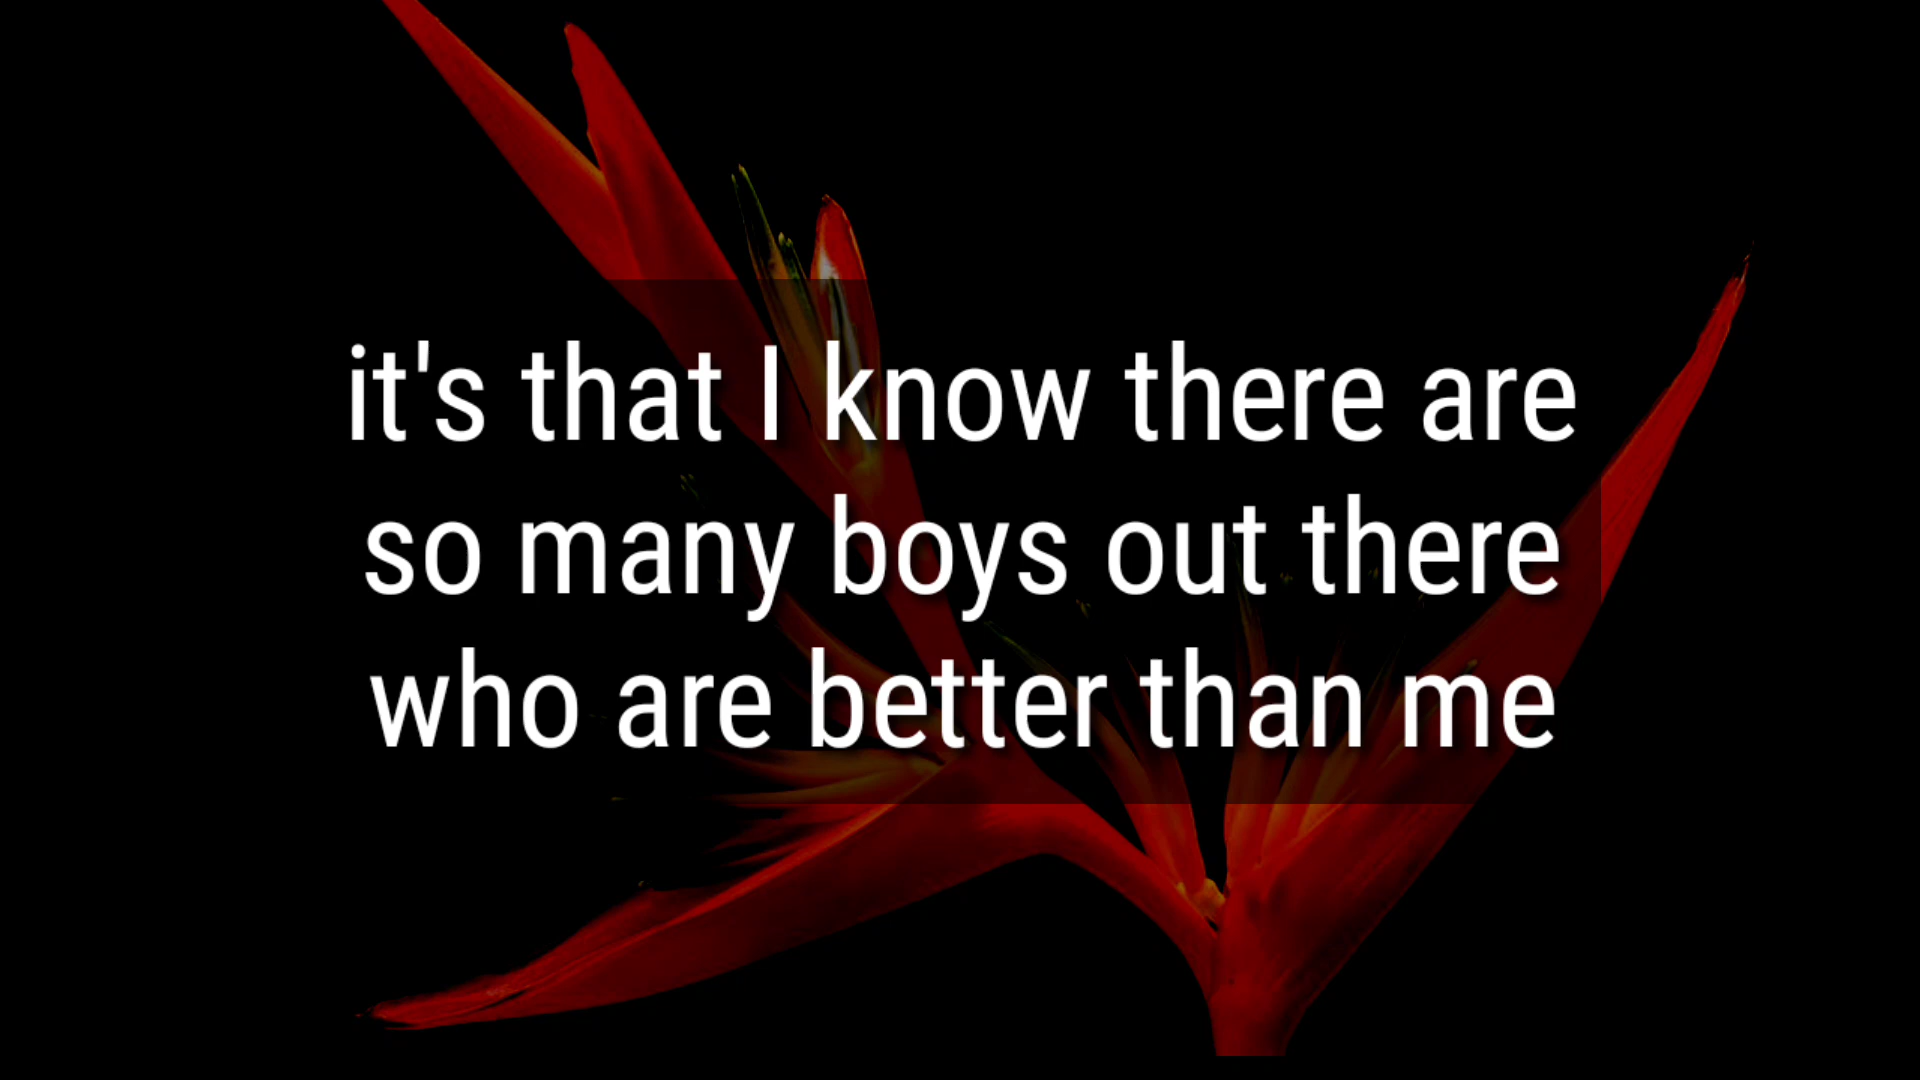 it's that I know there are
so many boys out there
who are better than me